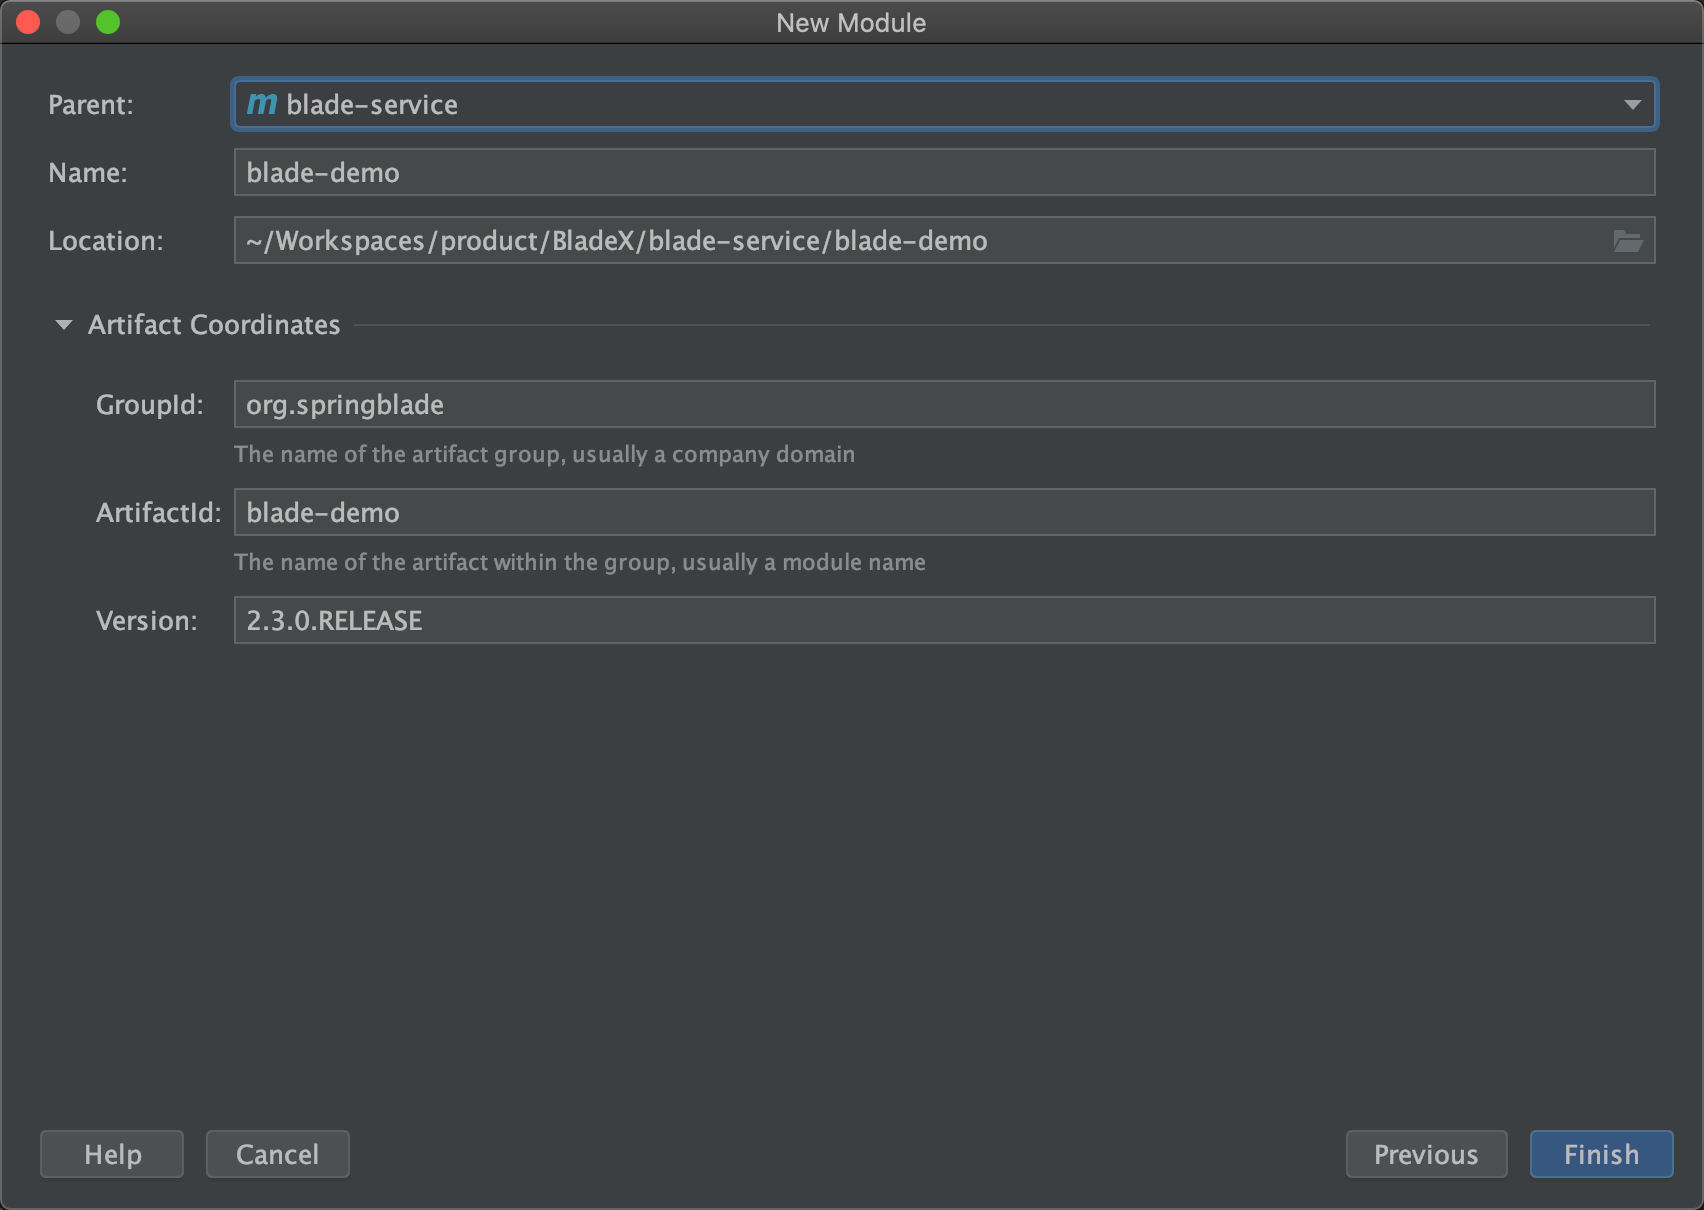 New Module
Parent: m blade-service
Name: blade-demo
Location: ~/Workspaces/product/BladeX/blade-service/blade-demo
Artifact Coordinates
GroupId: org.springblade
The name of the artifact group, usually a company domain
ArtifactId: blade-demo
The name of the artifact within the group, usually a module name
Version: 2.3.0.RELEASE
Help Cancel Previous Finish